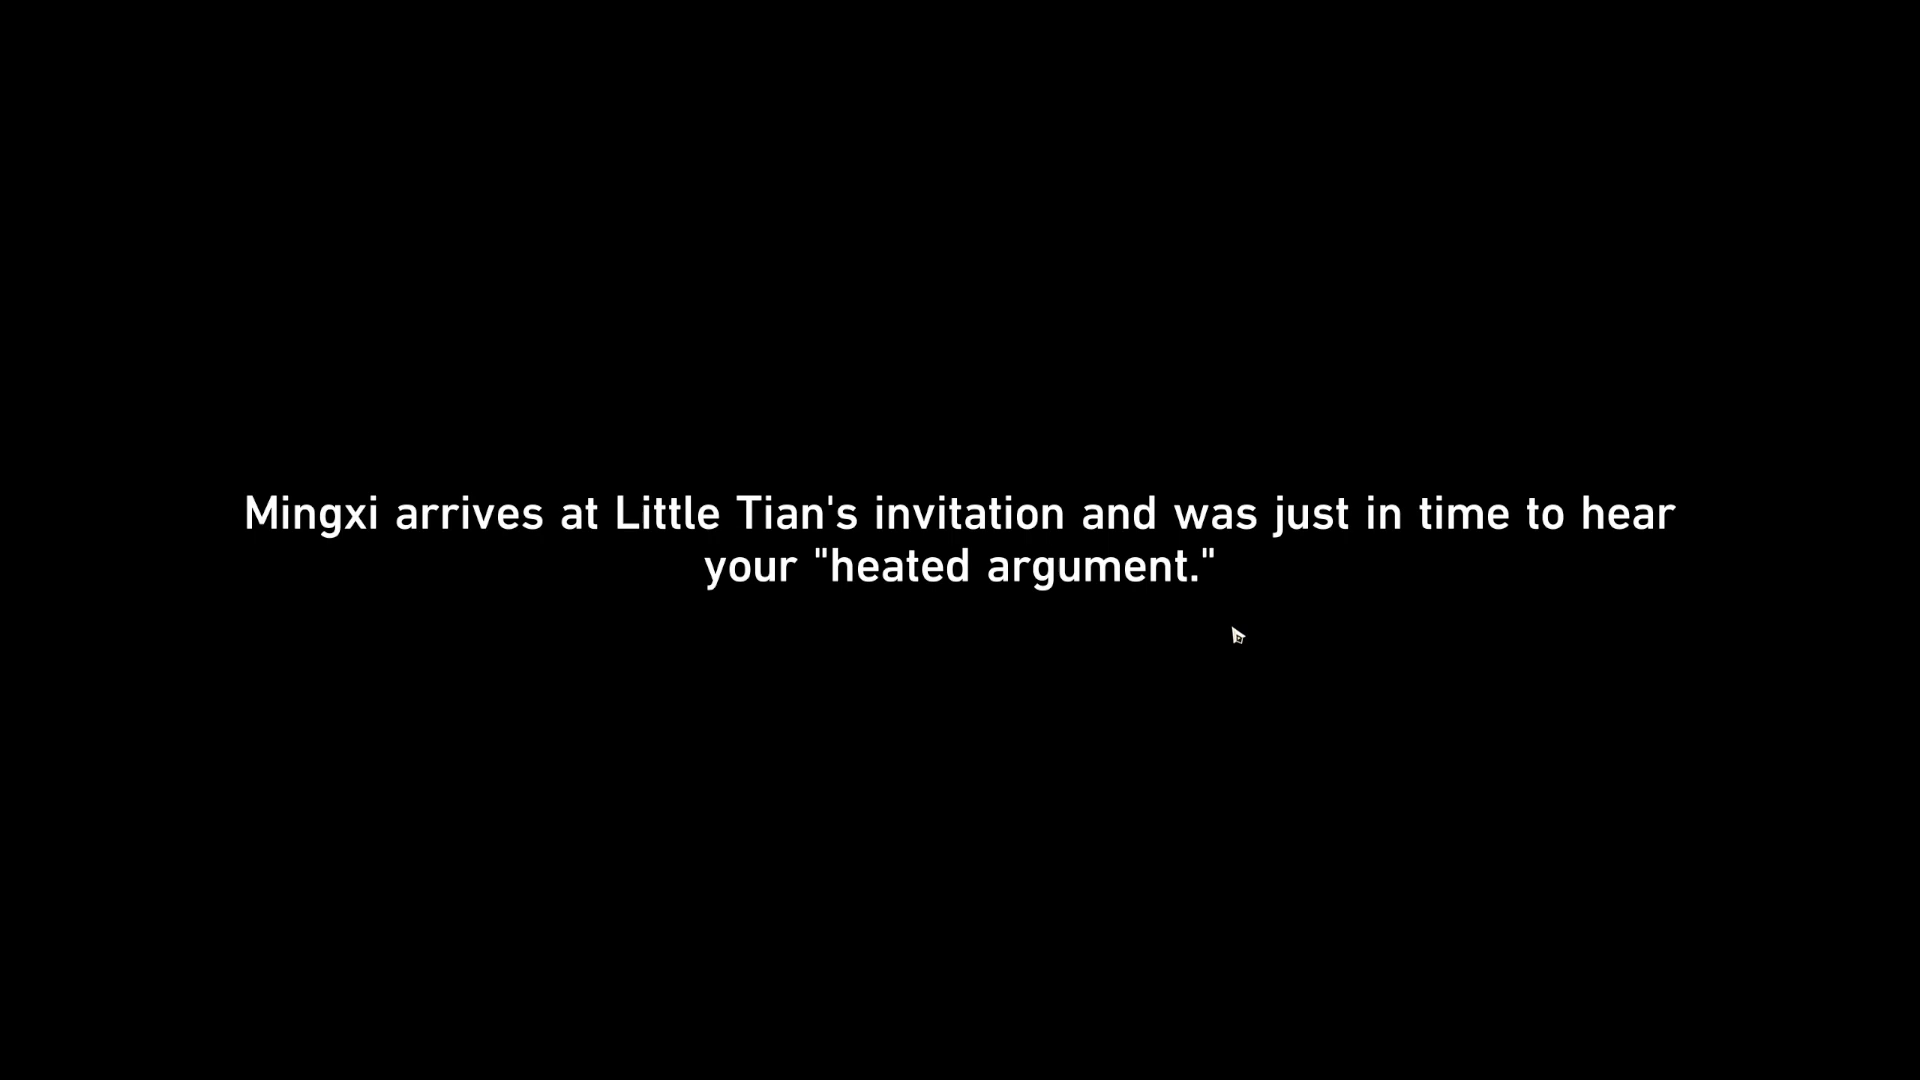 Mingxi arrives at Little Tian's invitation and was just in time to hear
your "heated argument."